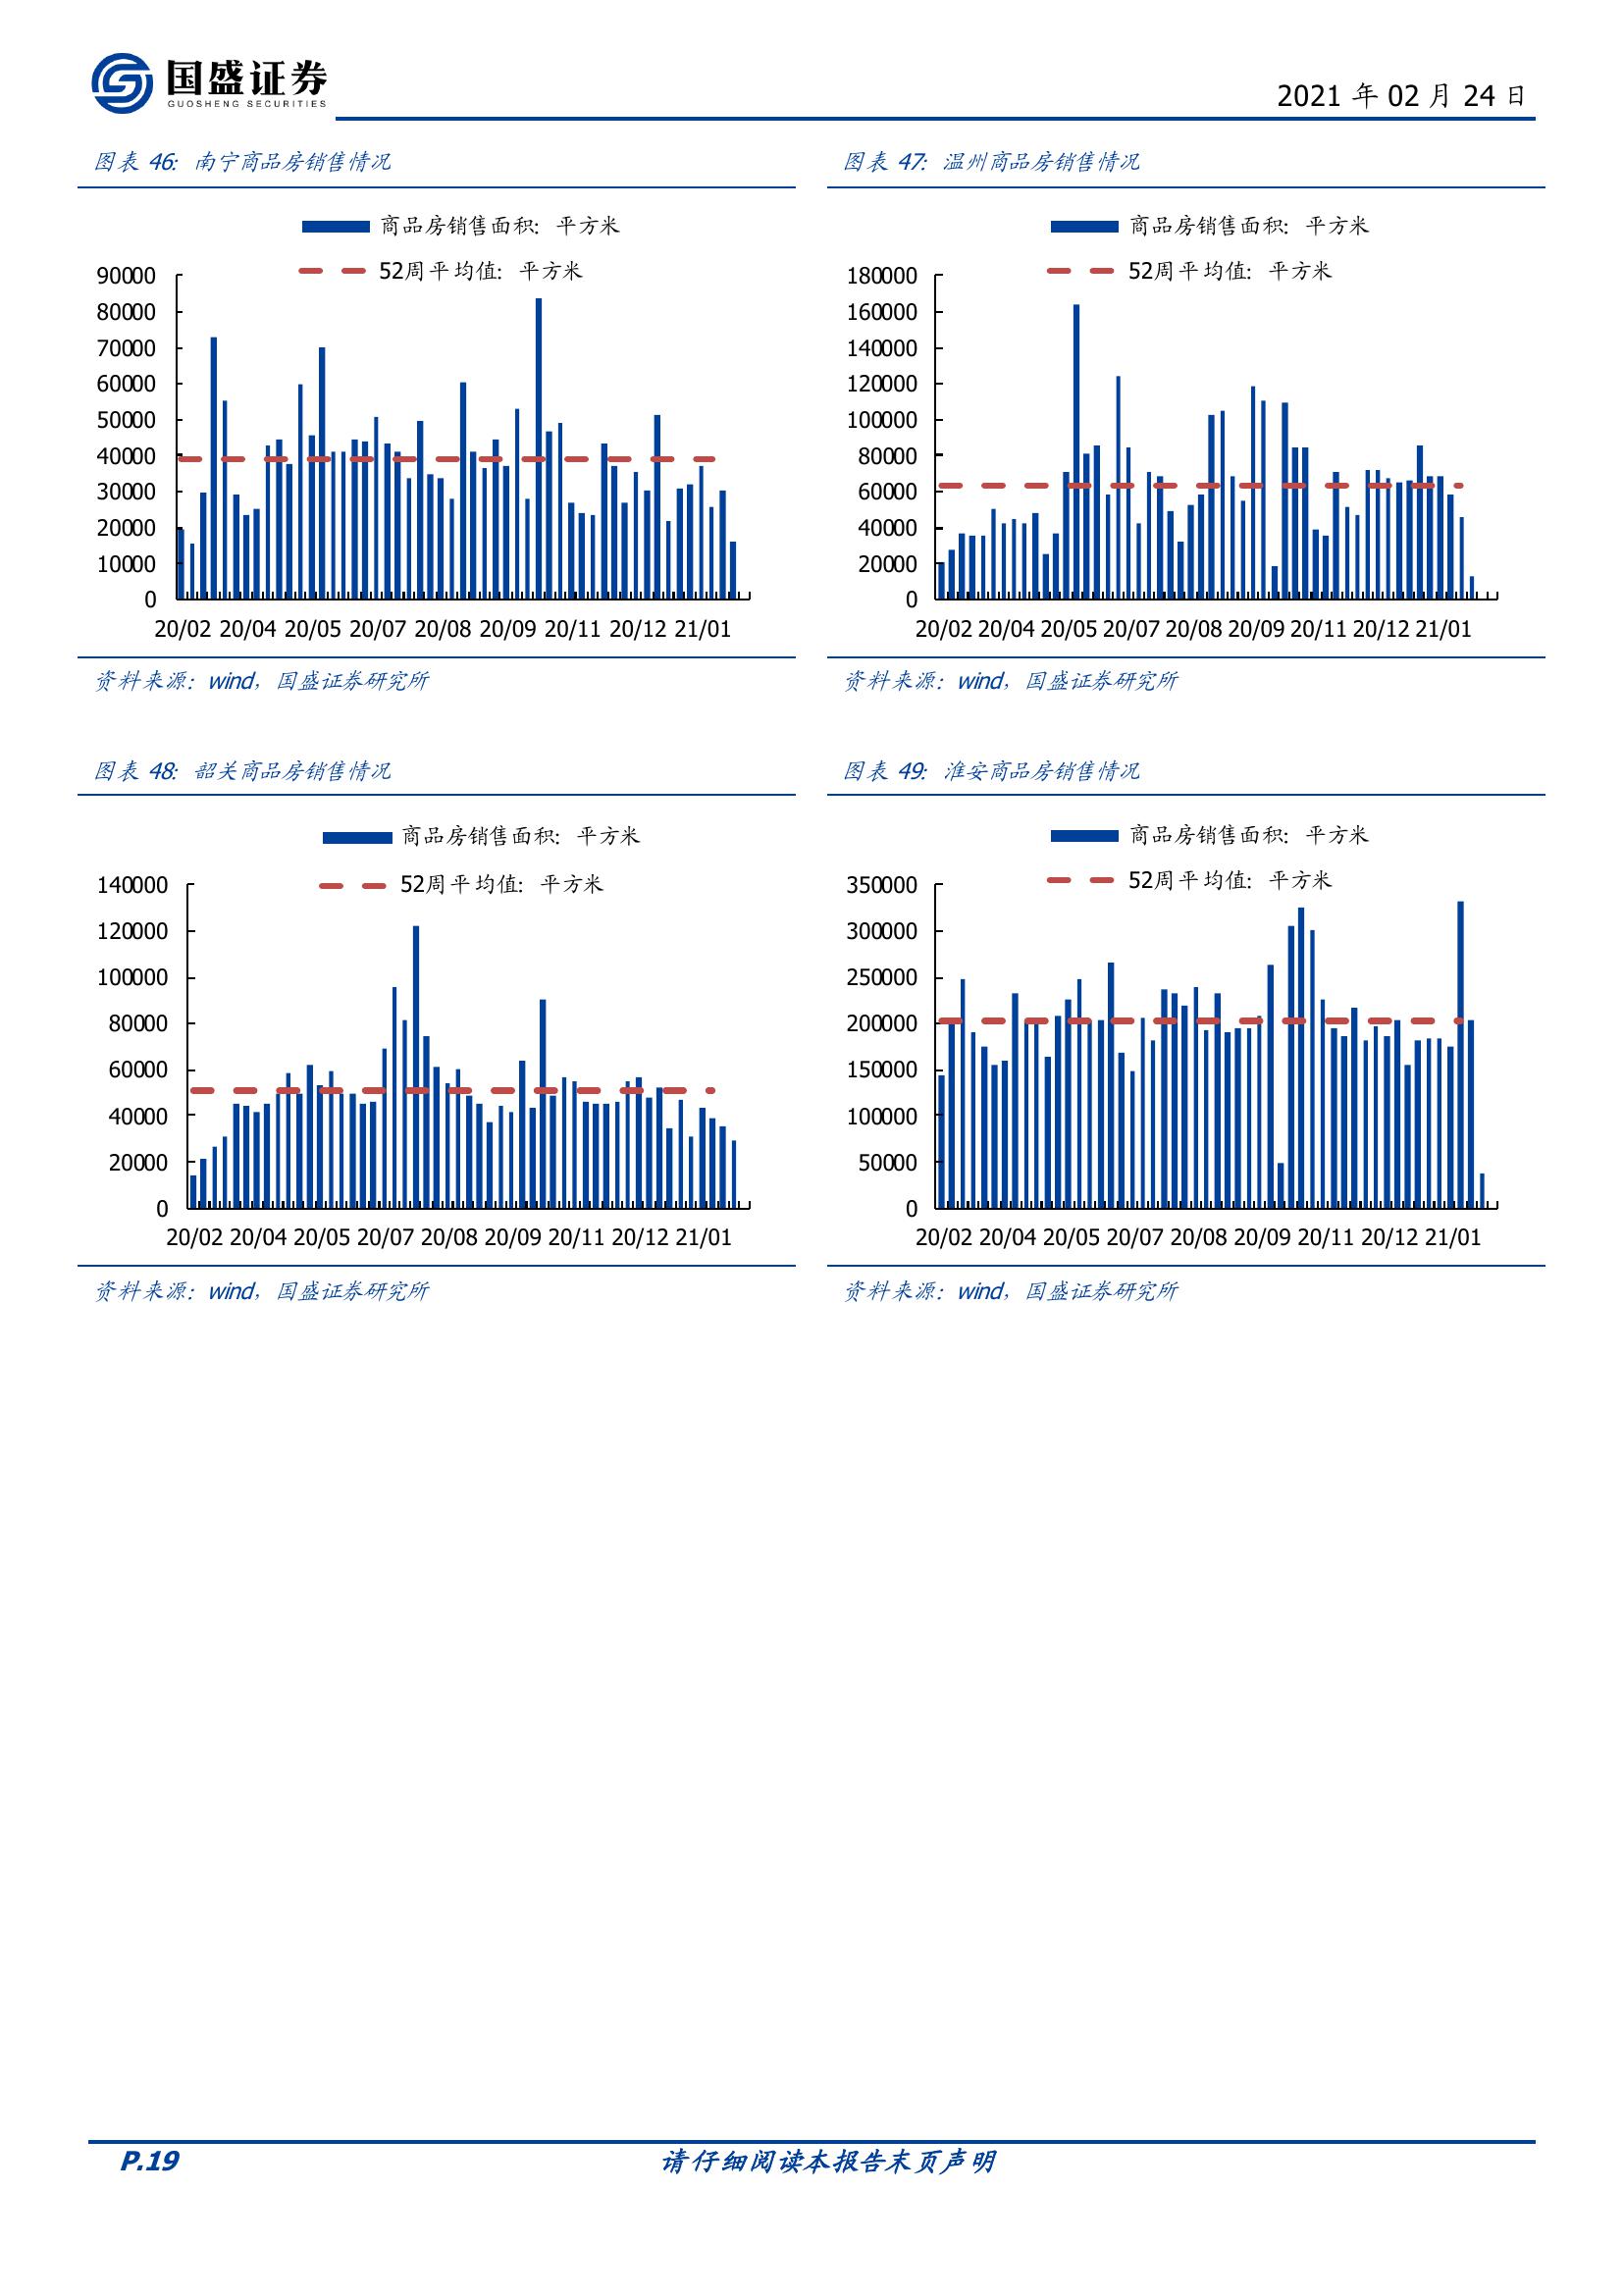 国盛证券
GUOSHENG SECURITIES
2021 年 02 月 24 日
图表 46: 南宁商品房销售情况
商品房销售面积: 平方米
52周平均值: 平方米
90000
80000
70000
60000
50000
40000
30000
20000
10000
0
20/02 20/04 20/05 20/07 20/08 20/09 20/11 20/12 21/01
资料来源: wind, 国盛证券研究所
图表 47: 温州商品房销售情况
商品房销售面积: 平方米
52周平均值: 平方米
180000
160000
140000
120000
100000
80000
60000
40000
20000
0
20/02 20/04 20/05 20/07 20/08 20/09 20/11 20/12 21/01
资料来源: wind, 国盛证券研究所
图表 48: 韶关商品房销售情况
商品房销售面积: 平方米
52周平均值: 平方米
140000
120000
100000
80000
60000
40000
20000
0
20/02 20/04 20/05 20/07 20/08 20/09 20/11 20/12 21/01
资料来源: wind, 国盛证券研究所
图表 49: 淮安商品房销售情况
商品房销售面积: 平方米
52周平均值: 平方米
350000
300000
250000
200000
150000
100000
50000
0
20/02 20/04 20/05 20/07 20/08 20/09 20/11 20/12 21/01
资料来源: wind, 国盛证券研究所
P.19
请仔细阅读本报告末页声明